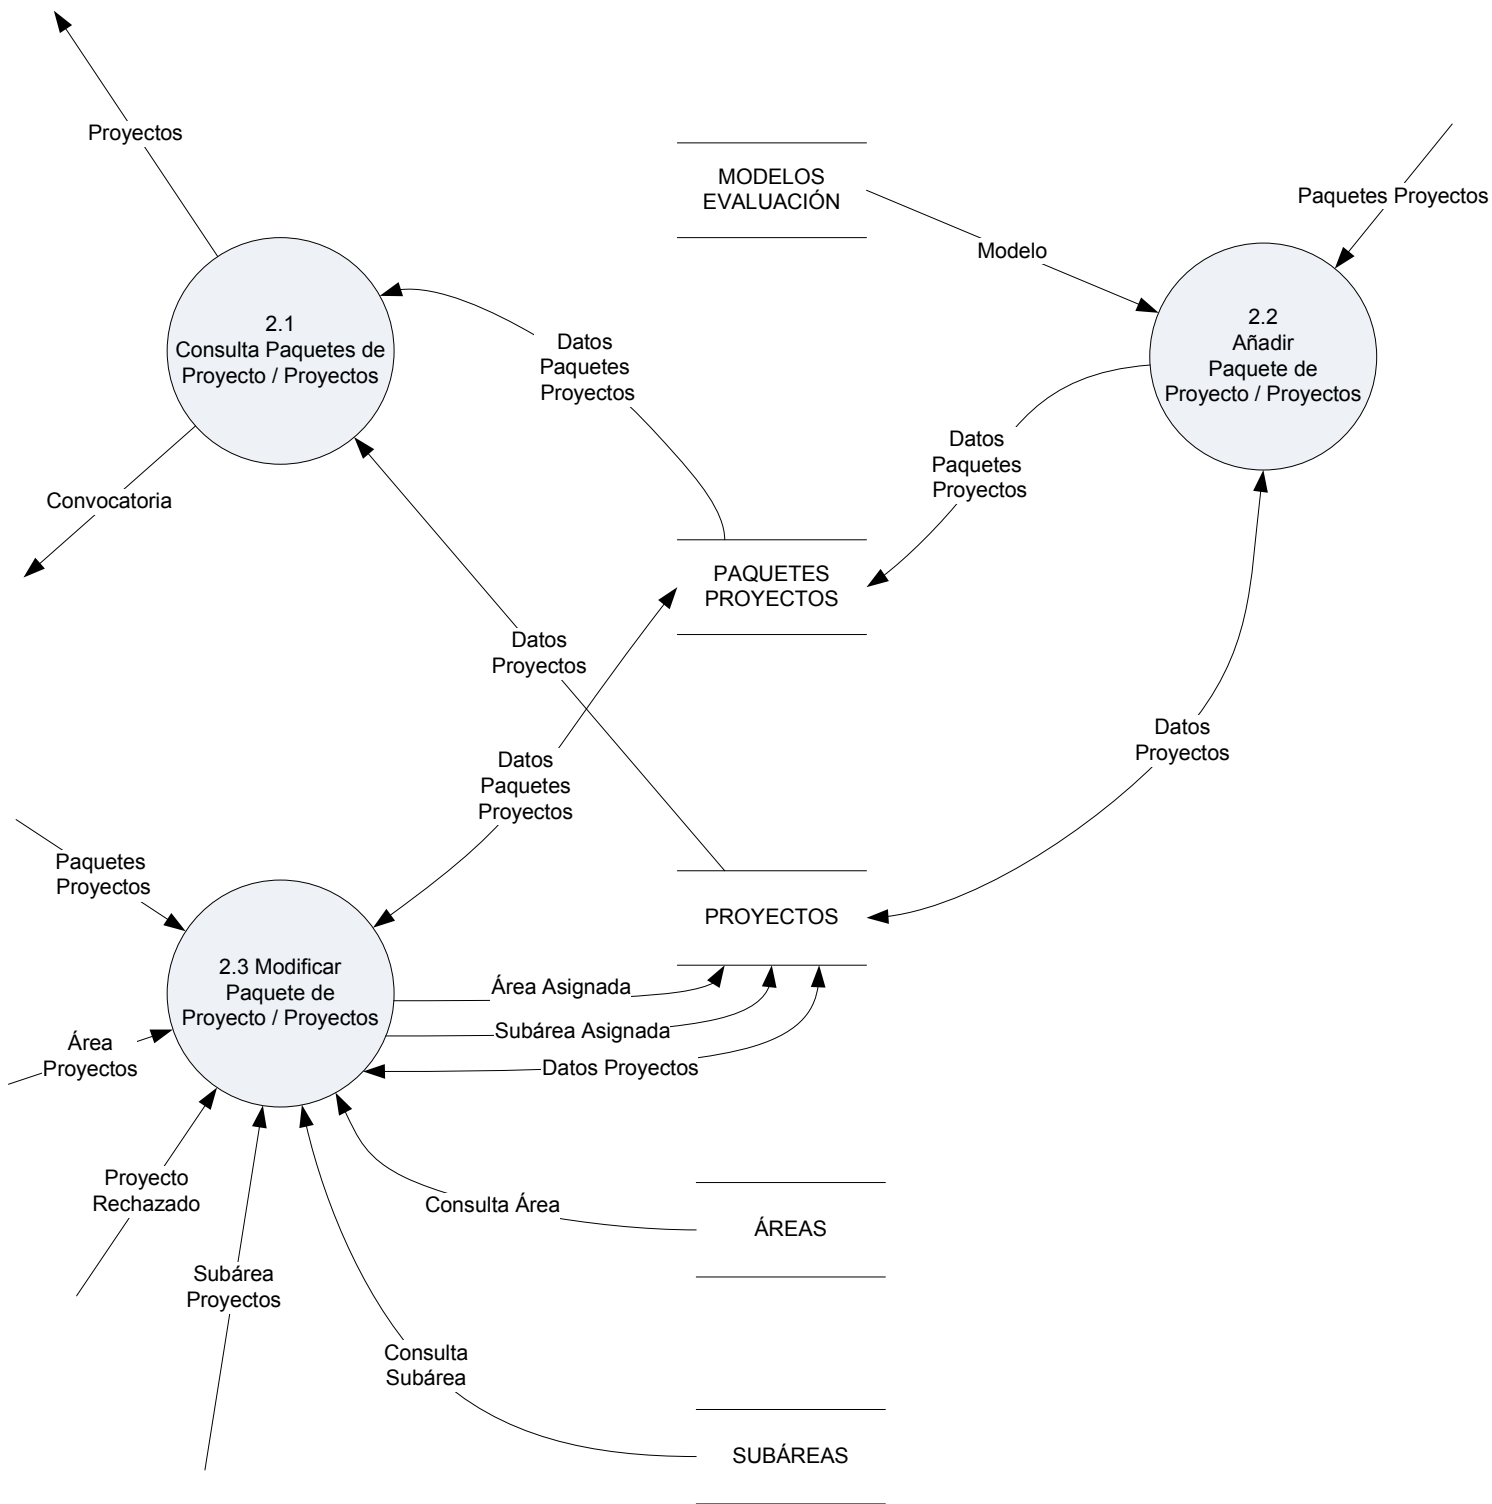 Proyectos
MODELOS
EVALUACIÓN
Paquetes Proyectos
Modelo
2.1
Consulta Paquetes de
Proyecto / Proyectos
2.2
Añadir
Paquete de
Proyecto / Proyectos
Datos
Paquetes
Proyectos
Datos
Paquetes
Proyectos
Convocatoria
PAQUETES
PROYECTOS
Datos
Proyectos
Datos
Proyectos
Datos
Paquetes
Proyectos
Paquetes
Proyectos
PROYECTOS
2.3 Modificar
Paquete de
Proyecto / Proyectos
Área Asignada
Subárea Asignada
Datos Proyectos
Área
Proyectos
Proyecto
Rechazado
Consulta Área
ÁREAS
Subárea
Proyectos
Consulta
Subárea
SUBÁREAS